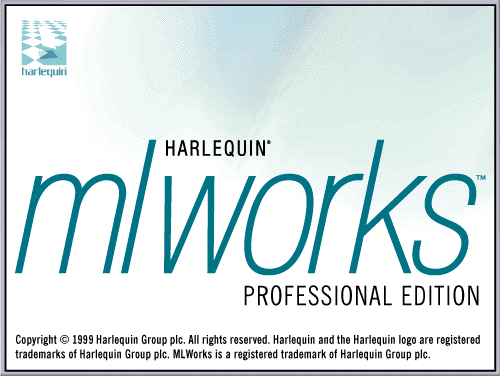 harlequin
HARLEQUIN®
mlworks™
PROFESSIONAL EDITION
Copyright © 1999 Harlequin Group plc. All rights reserved. Harlequin and the Harlequin logo are registered
trademarks of Harlequin Group plc. MLWorks is a registered trademark of Harlequin Group plc.